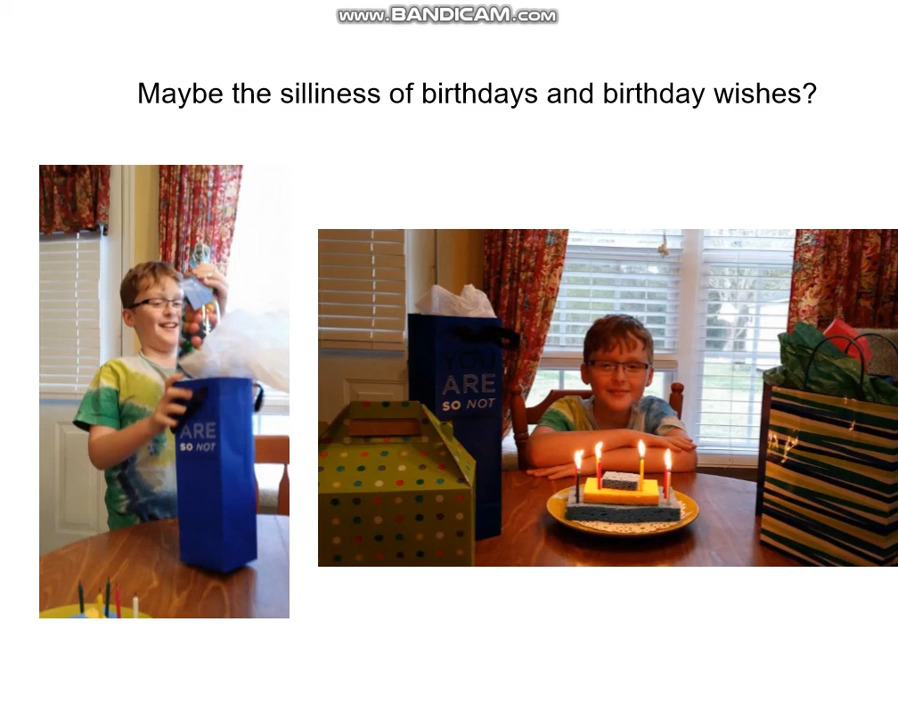 www.BANDICAM.com
Maybe the silliness of birthdays and birthday wishes?
ARE
SO NOT
YOU
ARE
SO NOT